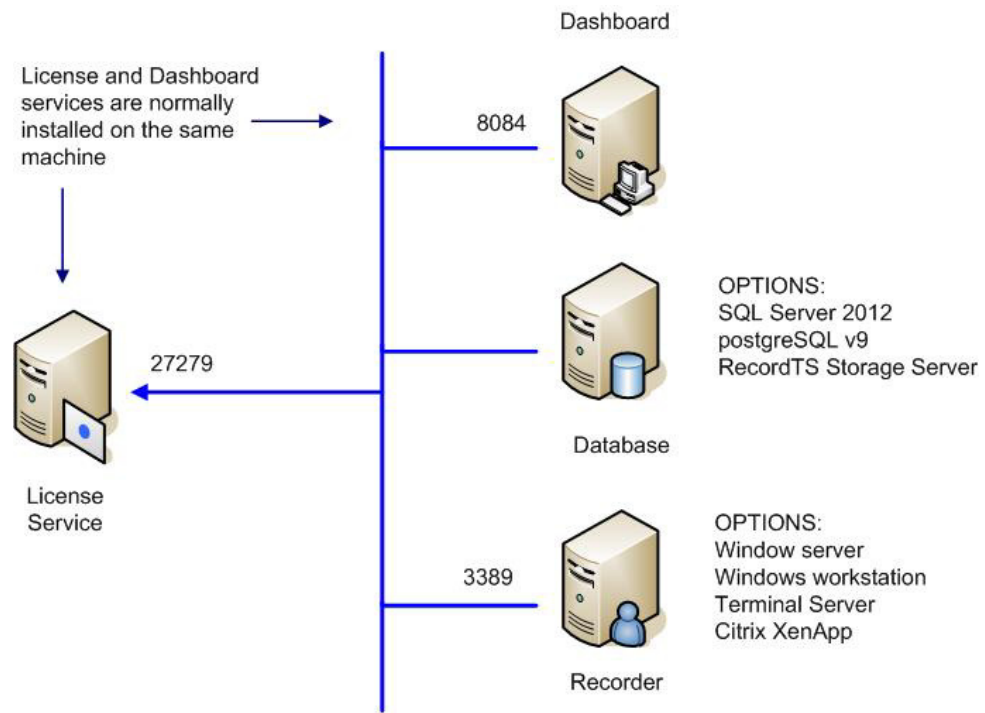 Dashboard
License and Dashboard
services are normally
installed on the same
machine
8084
OPTIONS:
SQL Server 2012
postgreSQL v9
RecordTS Storage Server
27279
Database
License
Service
OPTIONS:
Window server
Windows workstation
Terminal Server
Citrix XenApp
3389
Recorder